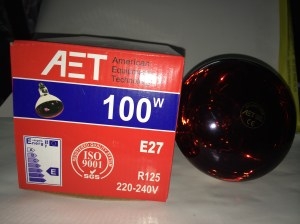 AET
American
Equipment
Technology
100W
E27
ISO
9001
SGS
R125
220-240V
E